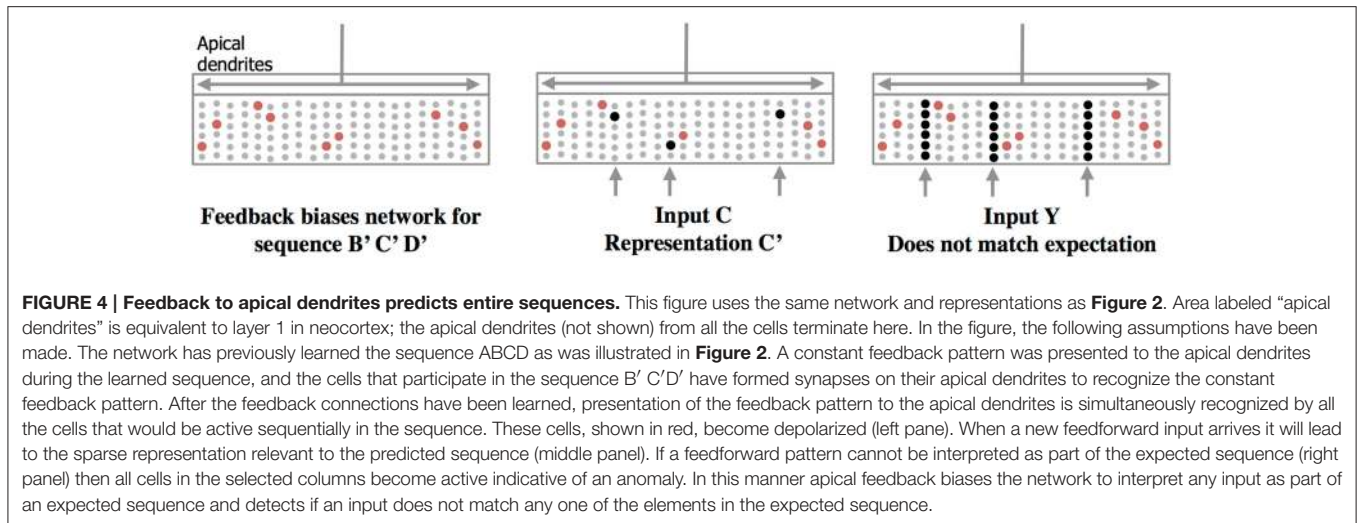 Apical
dendrites
Feedback biases network for
sequence B’ C’ D’
Input C
Representation C’
Input Y
Does not match expectation
FIGURE 4 | Feedback to apical dendrites predicts entire sequences. This figure uses the same network and representations as Figure 2. Area labeled “apical
dendrites” is equivalent to layer 1 in neocortex; the apical dendrites (not shown) from all the cells terminate here. In the figure, the following assumptions have been
made. The network has previously learned the sequence ABCD as was illustrated in Figure 2. A constant feedback pattern was presented to the apical dendrites
during the learned sequence, and the cells that participate in the sequence B′ C′D′ have formed synapses on their apical dendrites to recognize the constant
feedback pattern. After the feedback connections have been learned, presentation of the feedback pattern to the apical dendrites is simultaneously recognized by all
the cells that would be active sequentially in the sequence. These cells, shown in red, become depolarized (left pane). When a new feedforward input arrives it will lead
to the sparse representation relevant to the predicted sequence (middle panel). If a feedforward pattern cannot be interpreted as part of the expected sequence (right
panel) then all cells in the selected columns become active indicative of an anomaly. In this manner apical feedback biases the network to interpret any input as part of
an expected sequence and detects if an input does not match any one of the elements in the expected sequence.